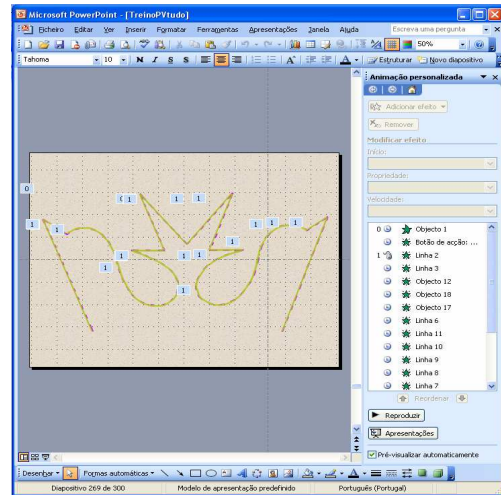 Microsoft PowerPoint - [TreinoPVtudo]
Ficheiro Editar Ver Inserir Formatar Ferramentas Apresentações Janela Ajuda Escreva uma pergunta
50%
Tahoma 10 N I S S Estruturar Novo diapositivo
Animação personalizada
Adicionar efeito
Remover
Modificar efeito
Início:
Propriedade:
Velocidade:
0 Objecto 1
Botão de acção: ...
1 Linha 2
Linha 3
Objecto 12
Objecto 18
Objecto 17
Linha 6
Linha 11
Linha 10
Linha 9
Linha 8
Linha 7
Reordenar
Reproduzir
Apresentações
Pré-visualizar automaticamente
0
1 1 1
1 1 1 1 1
1
1 1 1
1
1
Desenhar Formas automáticas
Diapositivo 269 de 300 Modelo de apresentação predefinido Português (Portugal)